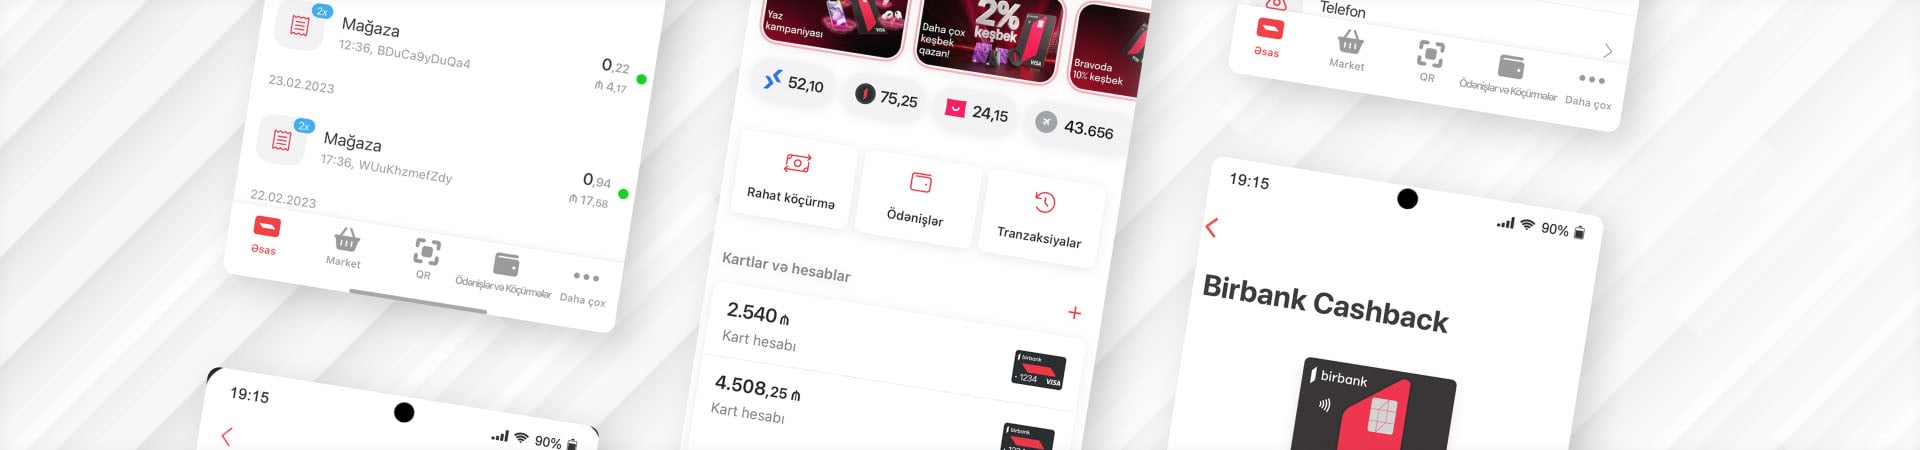 2x
Mağaza
12:36, BDuCa9yDuQa4
0,22
₼ 4,17
23.02.2023
2x
Mağaza
17:36, WUuKhzmefZdy
0,94
₼ 17,58
22.02.2023
Əsas
Market
QR
Ödənişlər və Köçürmələr
Daha çox
19:15
90%
Yaz
kampaniyası
VISA
2%
keşbek
Daha çox
keşbek
qazan!
VISA
Bravoda
10% keşbek
52,10
75,25
24,15
43.656
Rahat köçürmə
Ödənişlər
Tranzaksiyalar
Kartlar və hesablar
+
2.540 ₼
Kart hesabı
birbank
• 1234
VISA
4.508,25 ₼
Kart hesabı
birbank
Telefon
Əsas
Market
QR
Ödənişlər və Köçürmələr
Daha çox
19:15
90%
Birbank Cashback
birbank